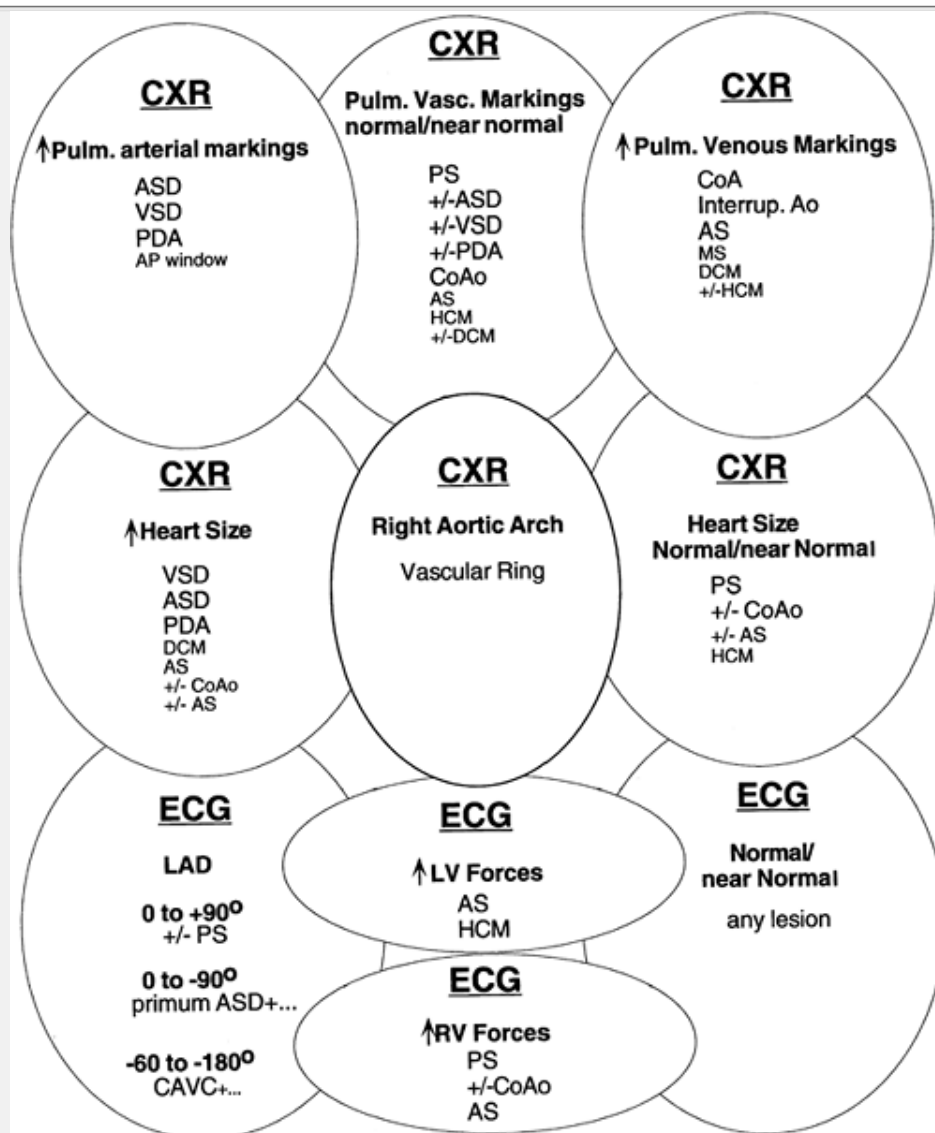 CXR
↑Pulm. arterial markings
ASD
VSD
PDA
AP window
CXR
Pulm. Vasc. Markings
normal/near normal
PS
+/-ASD
+/-VSD
+/-PDA
CoAo
AS
HCM
+/-DCM
CXR
↑Pulm. Venous Markings
CoA
Interrup. Ao
AS
MS
DCM
+/-HCM
CXR
↑Heart Size
VSD
ASD
PDA
DCM
AS
+/- CoAo
+/- AS
CXR
Right Aortic Arch
Vascular Ring
CXR
Heart Size
Normal/near Normal
PS
+/- CoAo
+/- AS
HCM
ECG
LAD
0 to +90°
+/- PS
0 to -90°
primum ASD+...
-60 to -180°
CAVC+...
ECG
↑LV Forces
AS
HCM
ECG
↑RV Forces
PS
+/-CoAo
AS
ECG
Normal/
near Normal
any lesion